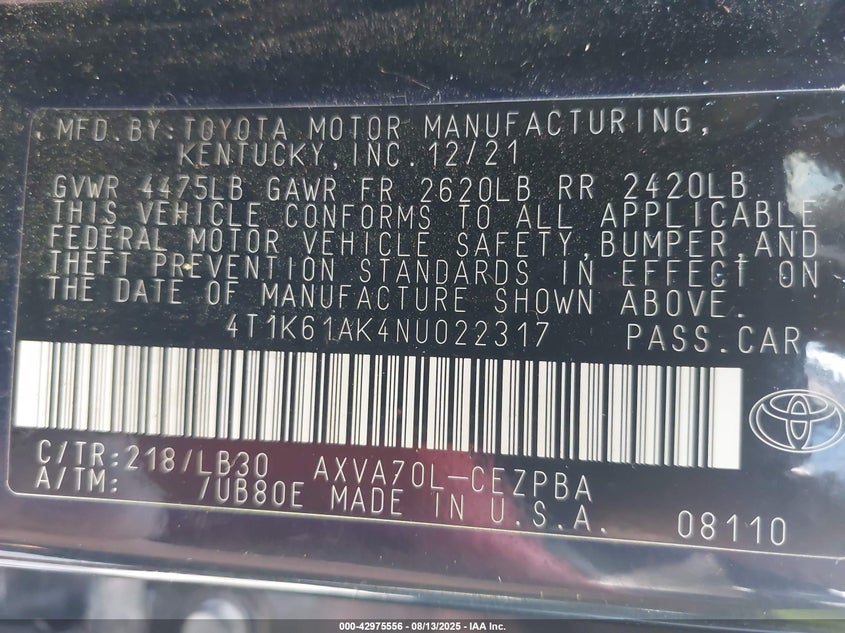 MFD. BY: TOYOTA MOTOR MANUFACTURING,
KENTUCKY, INC. 12/21
GVWR 4475LB GAWR FR 2620LB RR 2420LB
THIS VEHICLE CONFORMS TO ALL APPLICABLE
FEDERAL MOTOR VEHICLE SAFETY, BUMPER, AND
THEFT PREVENTION STANDARDS IN EFFECT ON
THE DATE OF MANUFACTURE SHOWN ABOVE.
4T1K61AK4NU022317 PASS. CAR
C/TR: 218/LB30 AXVA70L-CEZPBA
A/TM: /UB80E MADE IN U.S.A. 08110
000-42975556 - 08/13/2025 - IAA Inc.